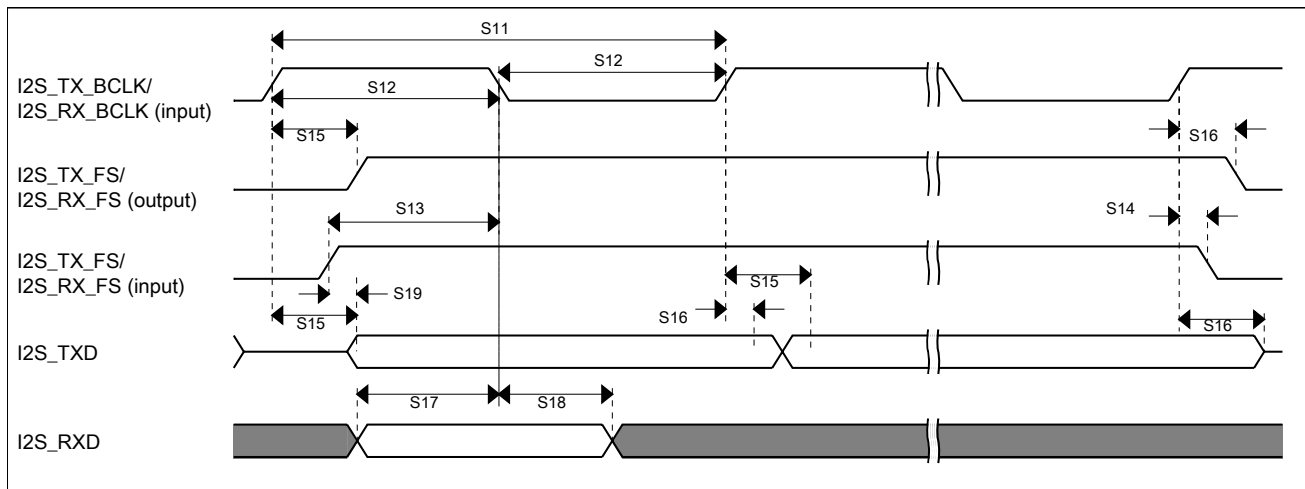 S11
I2S_TX_BCLK/
I2S_RX_BCLK (input)
S12
S12
S15
S16
I2S_TX_FS/
I2S_RX_FS (output)
S13
S14
I2S_TX_FS/
I2S_RX_FS (input)
S15
S19
S15
S16
S16
I2S_TXD
S17
S18
I2S_RXD